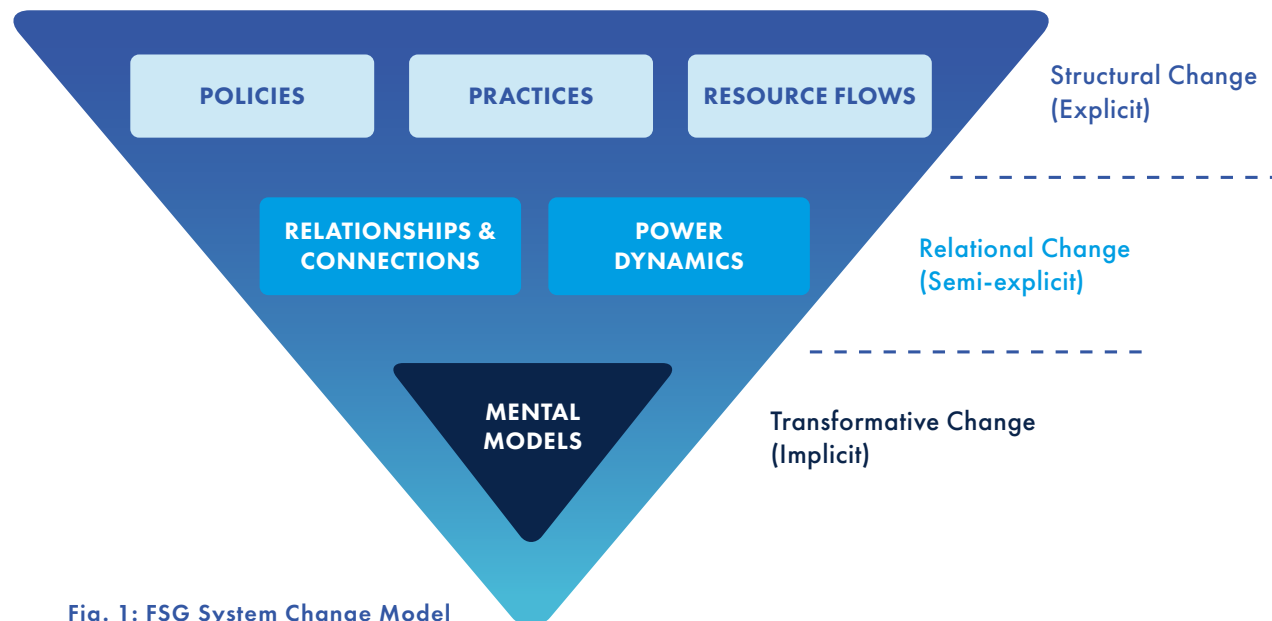 POLICIES
PRACTICES
RESOURCE FLOWS
Structural Change
(Explicit)
RELATIONSHIPS &
CONNECTIONS
POWER
DYNAMICS
Relational Change
(Semi-explicit)
MENTAL
MODELS
Transformative Change
(Implicit)
Fig. 1: FSG System Change Model